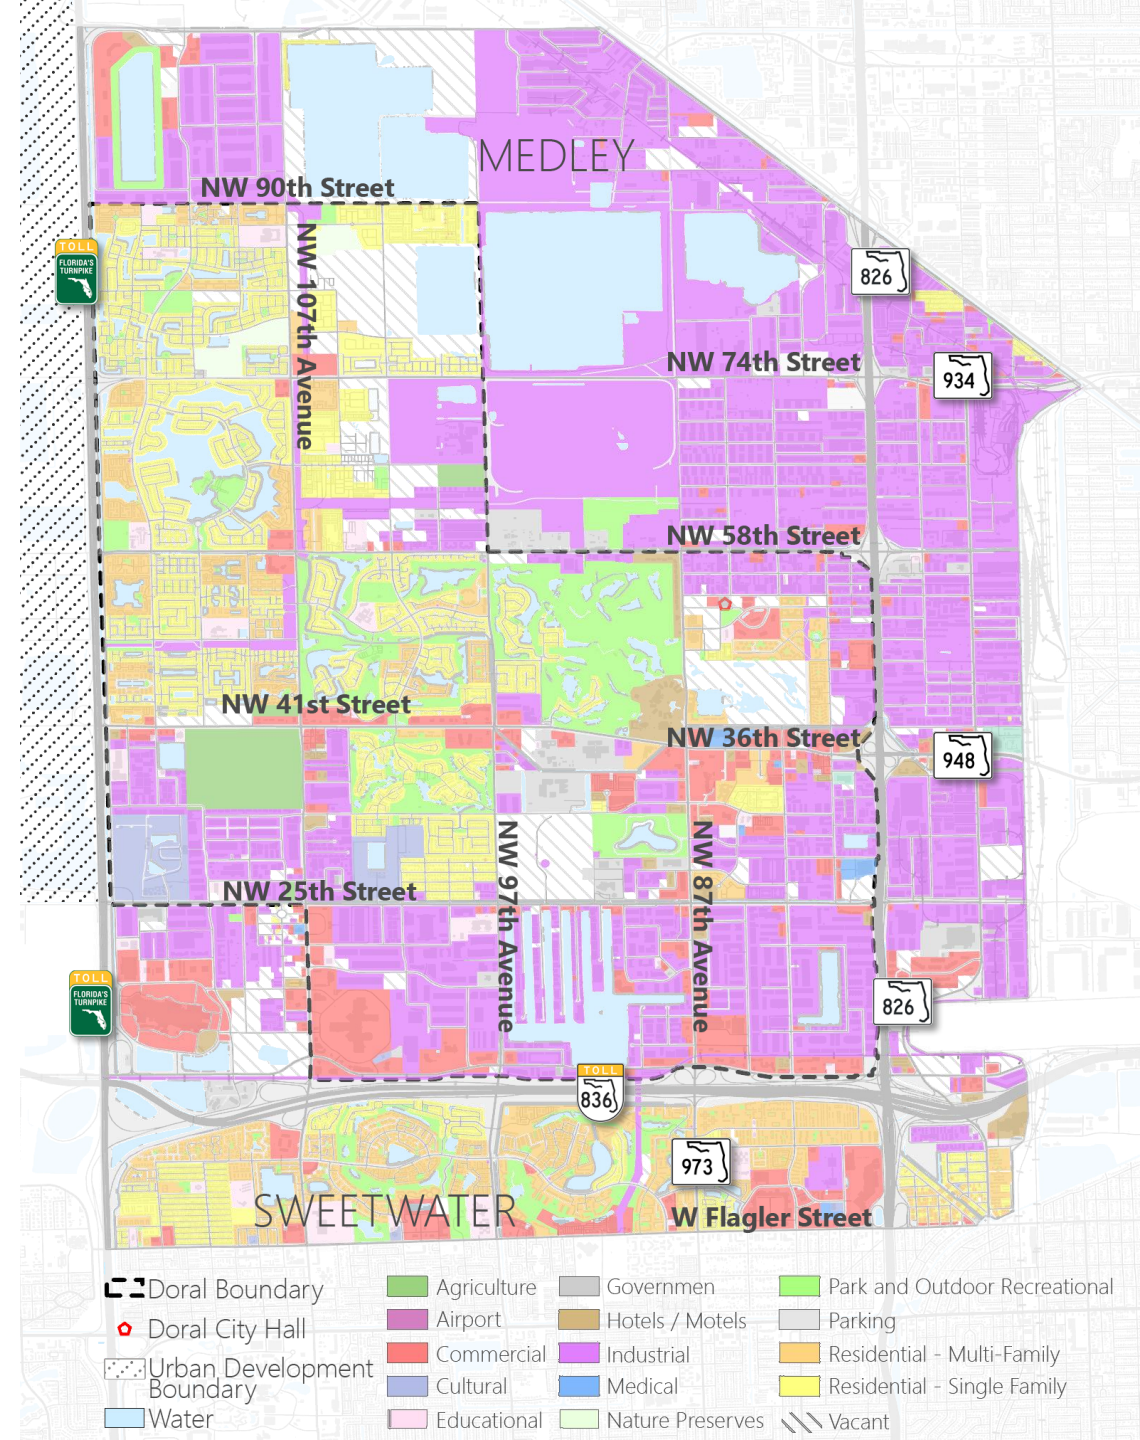 MEDLEY
NW 90th Street
TOLL
FLORIDA'S
TURNPIKE
NW 107th Avenue
826
NW 74th Street
934
NW 58th Street
NW 41st Street
NW 36th Street
948
NW 97th Avenue
NW 87th Avenue
NW 25th Street
TOLL
FLORIDA'S
TURNPIKE
826
TOLL
836
973
SWEETWATER
W Flagler Street
Doral Boundary
Doral City Hall
Urban Development
Boundary
Water
Agriculture
Airport
Commercial
Cultural
Educational
Governmen
Hotels / Motels
Industrial
Medical
Nature Preserves
Park and Outdoor Recreational
Parking
Residential - Multi-Family
Residential - Single Family
Vacant